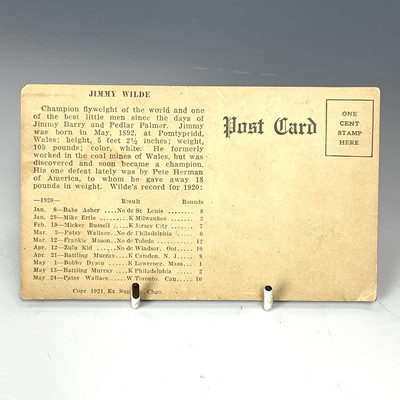 JIMMY WILDE
Champion flyweight of the world and one
of the best little men since the days of
Jimmy Barry and Pedlar Palmer. Jimmy
was born in May, 1892, at Pomtypridd,
Wales; height, 5 feet 2½ inches; weight,
105 pounds; color, white. He formerly
worked in the coal mines of Wales, but was
discovered and soon became a champion.
His one defeat lately was by Pete Herman
of America, to whom he gave away 18
pounds in weight. Wilde's record for 1920:
—1920— Result Rounds
Jan. 8—Babe Asher ....No de St. Louis ........ 8
Jan. 29—Mike Ertle .....K Milwaukee ...... 3
Feb. 19—Mickey Russell ....K Jersey City ...... 7
Mar. 3—Patsy Wallace..No de Philadelphia .... 6
Mar. 12—Frankie Mason..No de Toledo ......... 12
Apr. 12—Zulu Kid ....No de Windsor, Ont....10
Apr. 21—Battling Murray....K Camden, N. J..... 8
May 1—Bobby Dyson .....K Lawrence, Mass... 1
May 13—Battling Murray ....K Philadelphia .... 2
May 24—Patsy Wallace.....W Toronto, Can.....10
Copr. 1921, Ex. Chgo.
Post Card
ONE
CENT
STAMP
HERE